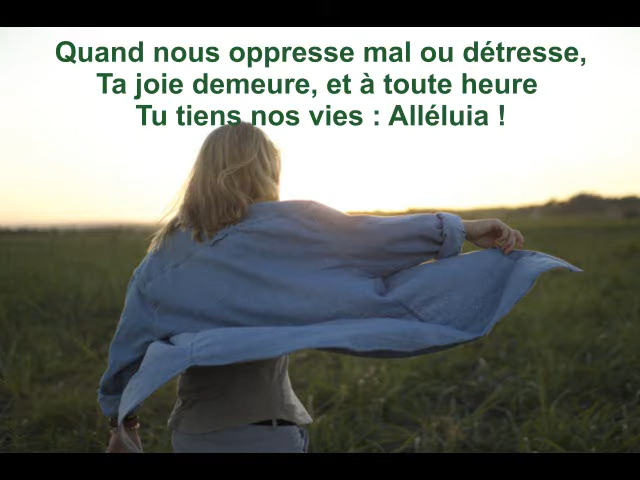 Quand nous oppresse mal ou détresse,
Ta joie demeure, et à toute heure
Tu tiens nos vies : Alléluia !